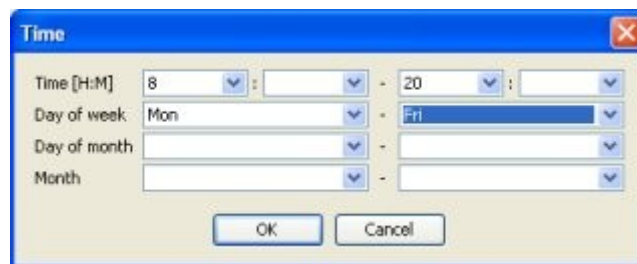 Time
Time [H:M] 8 : - 20 :
Day of week Mon - Fri
Day of month -
Month -
OK Cancel